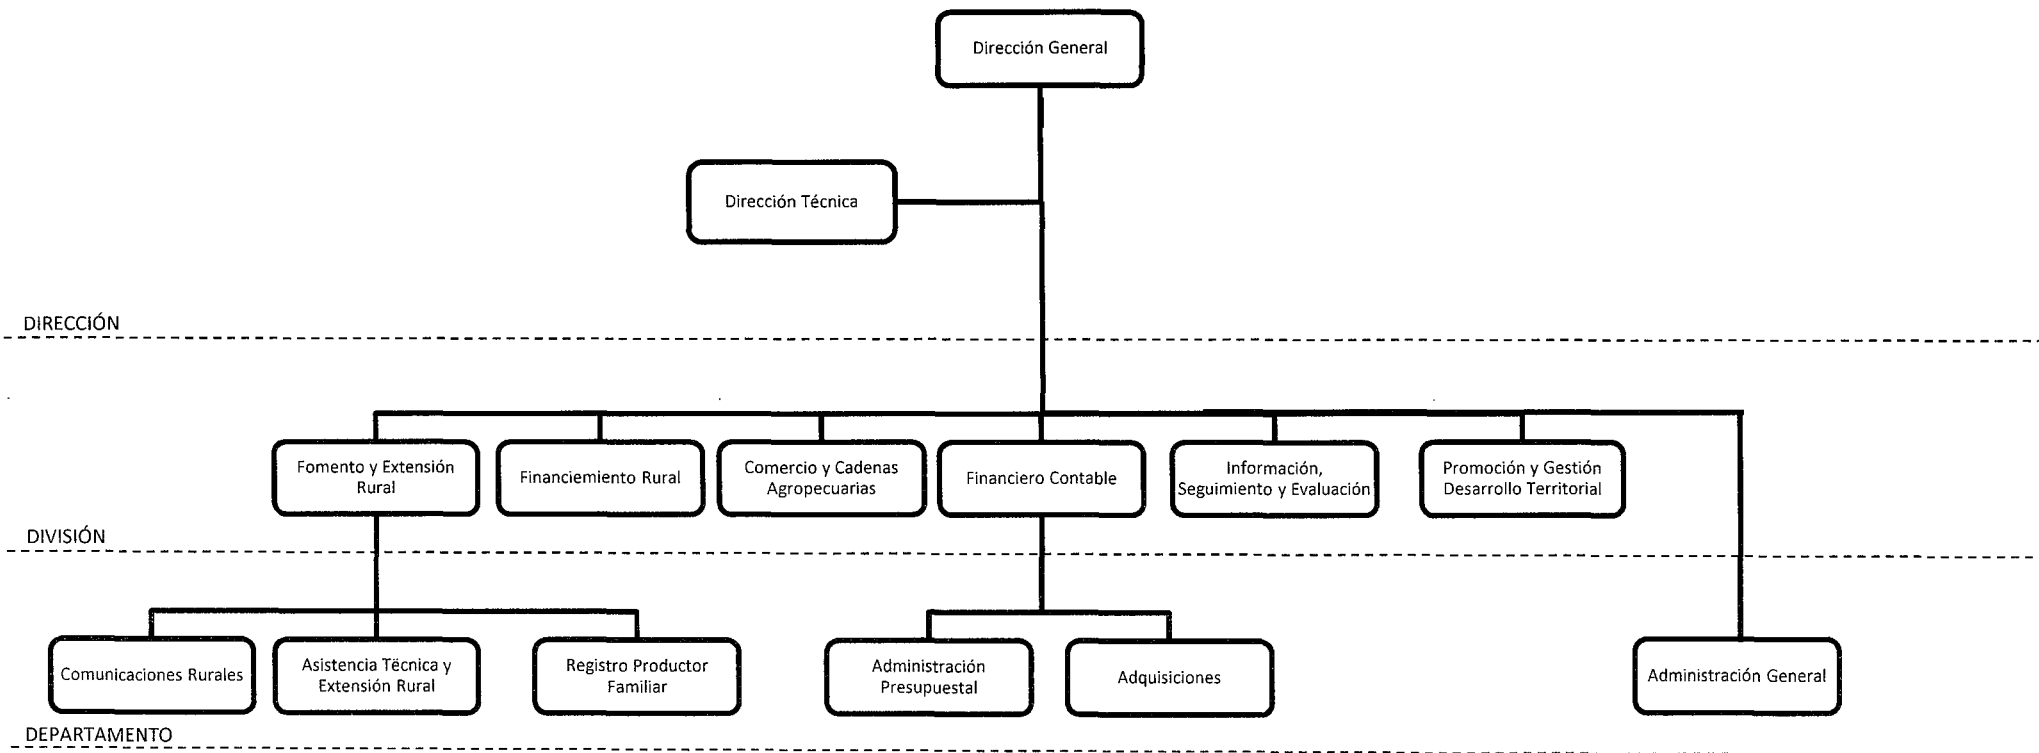 Dirección General
Dirección Técnica
DIRECCIÓN
Fomento y Extensión
Rural
Financiemiento Rural
Comercio y Cadenas
Agropecuarias
Financiero Contable
Información,
Seguimiento y Evaluación
Promoción y Gestión
Desarrollo Territorial
DIVISIÓN
Comunicaciones Rurales
Asistencia Tëcnica y
Extensión Rural
Registro Productor
Familiar
Administración
Presupuestal
Adquisiciones
Administración General
DEPARTAMENTO